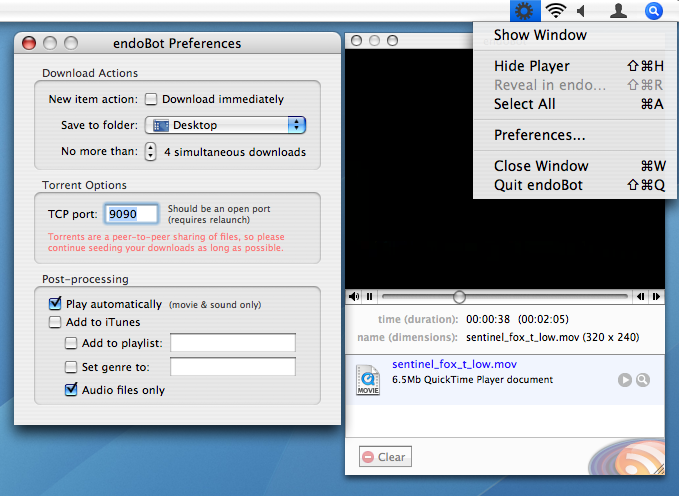 endoBot Preferences
Download Actions
New item action: Download immediately
Save to folder: Desktop
No more than: 4 simultaneous downloads
Torrent Options
TCP port: 9090
Should be an open port
(requires relaunch)
Torrents are a peer-to-peer sharing of files, so please
continue seeding your downloads as long as possible.
Post-processing
Play automatically (movie & sound only)
Add to iTunes
Add to playlist:
Set genre to:
Audio files only
Show Window
Hide Player ⇧⌘H
Reveal in endo... ⇧⌘R
Select All ⌘A
Preferences...
Close Window ⌘W
Quit endoBot ⇧⌘Q
time (duration): 00:00:38 (00:02:05)
name (dimensions): sentinel_fox_t_low.mov (320 x 240)
MOVIE
sentinel_fox_t_low.mov
6.5Mb QuickTime Player document
Clear